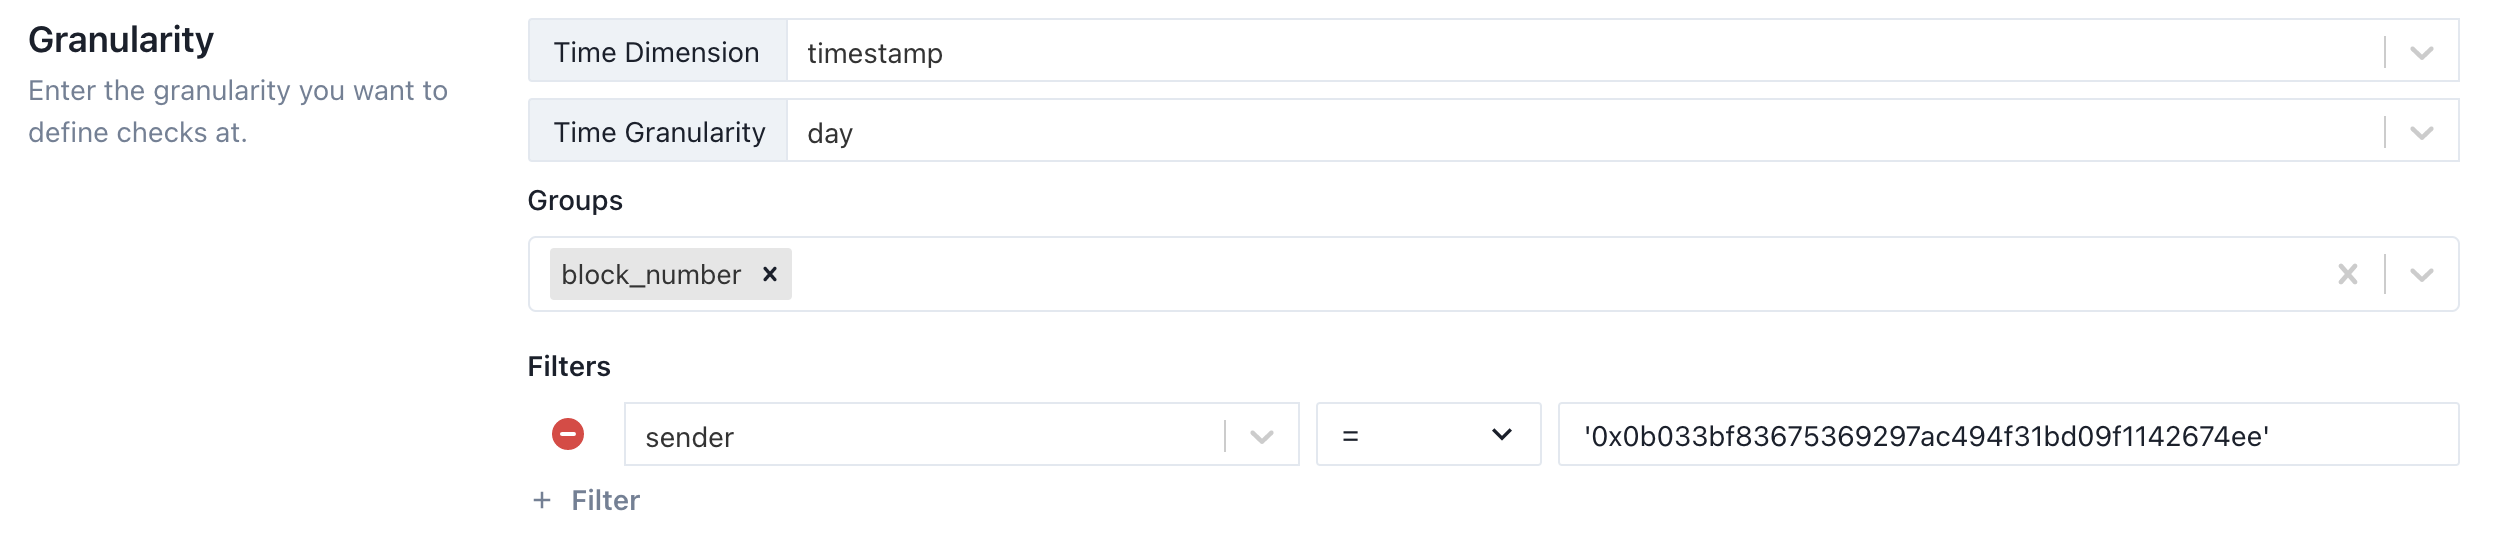 Granularity
Enter the granularity you want to
define checks at.
Time Dimension timestamp
Time Granularity day
Groups
block_number
Filters
sender = '0x0b033bf83675369297ac494f31bd09f1142674ee'
+ Filter